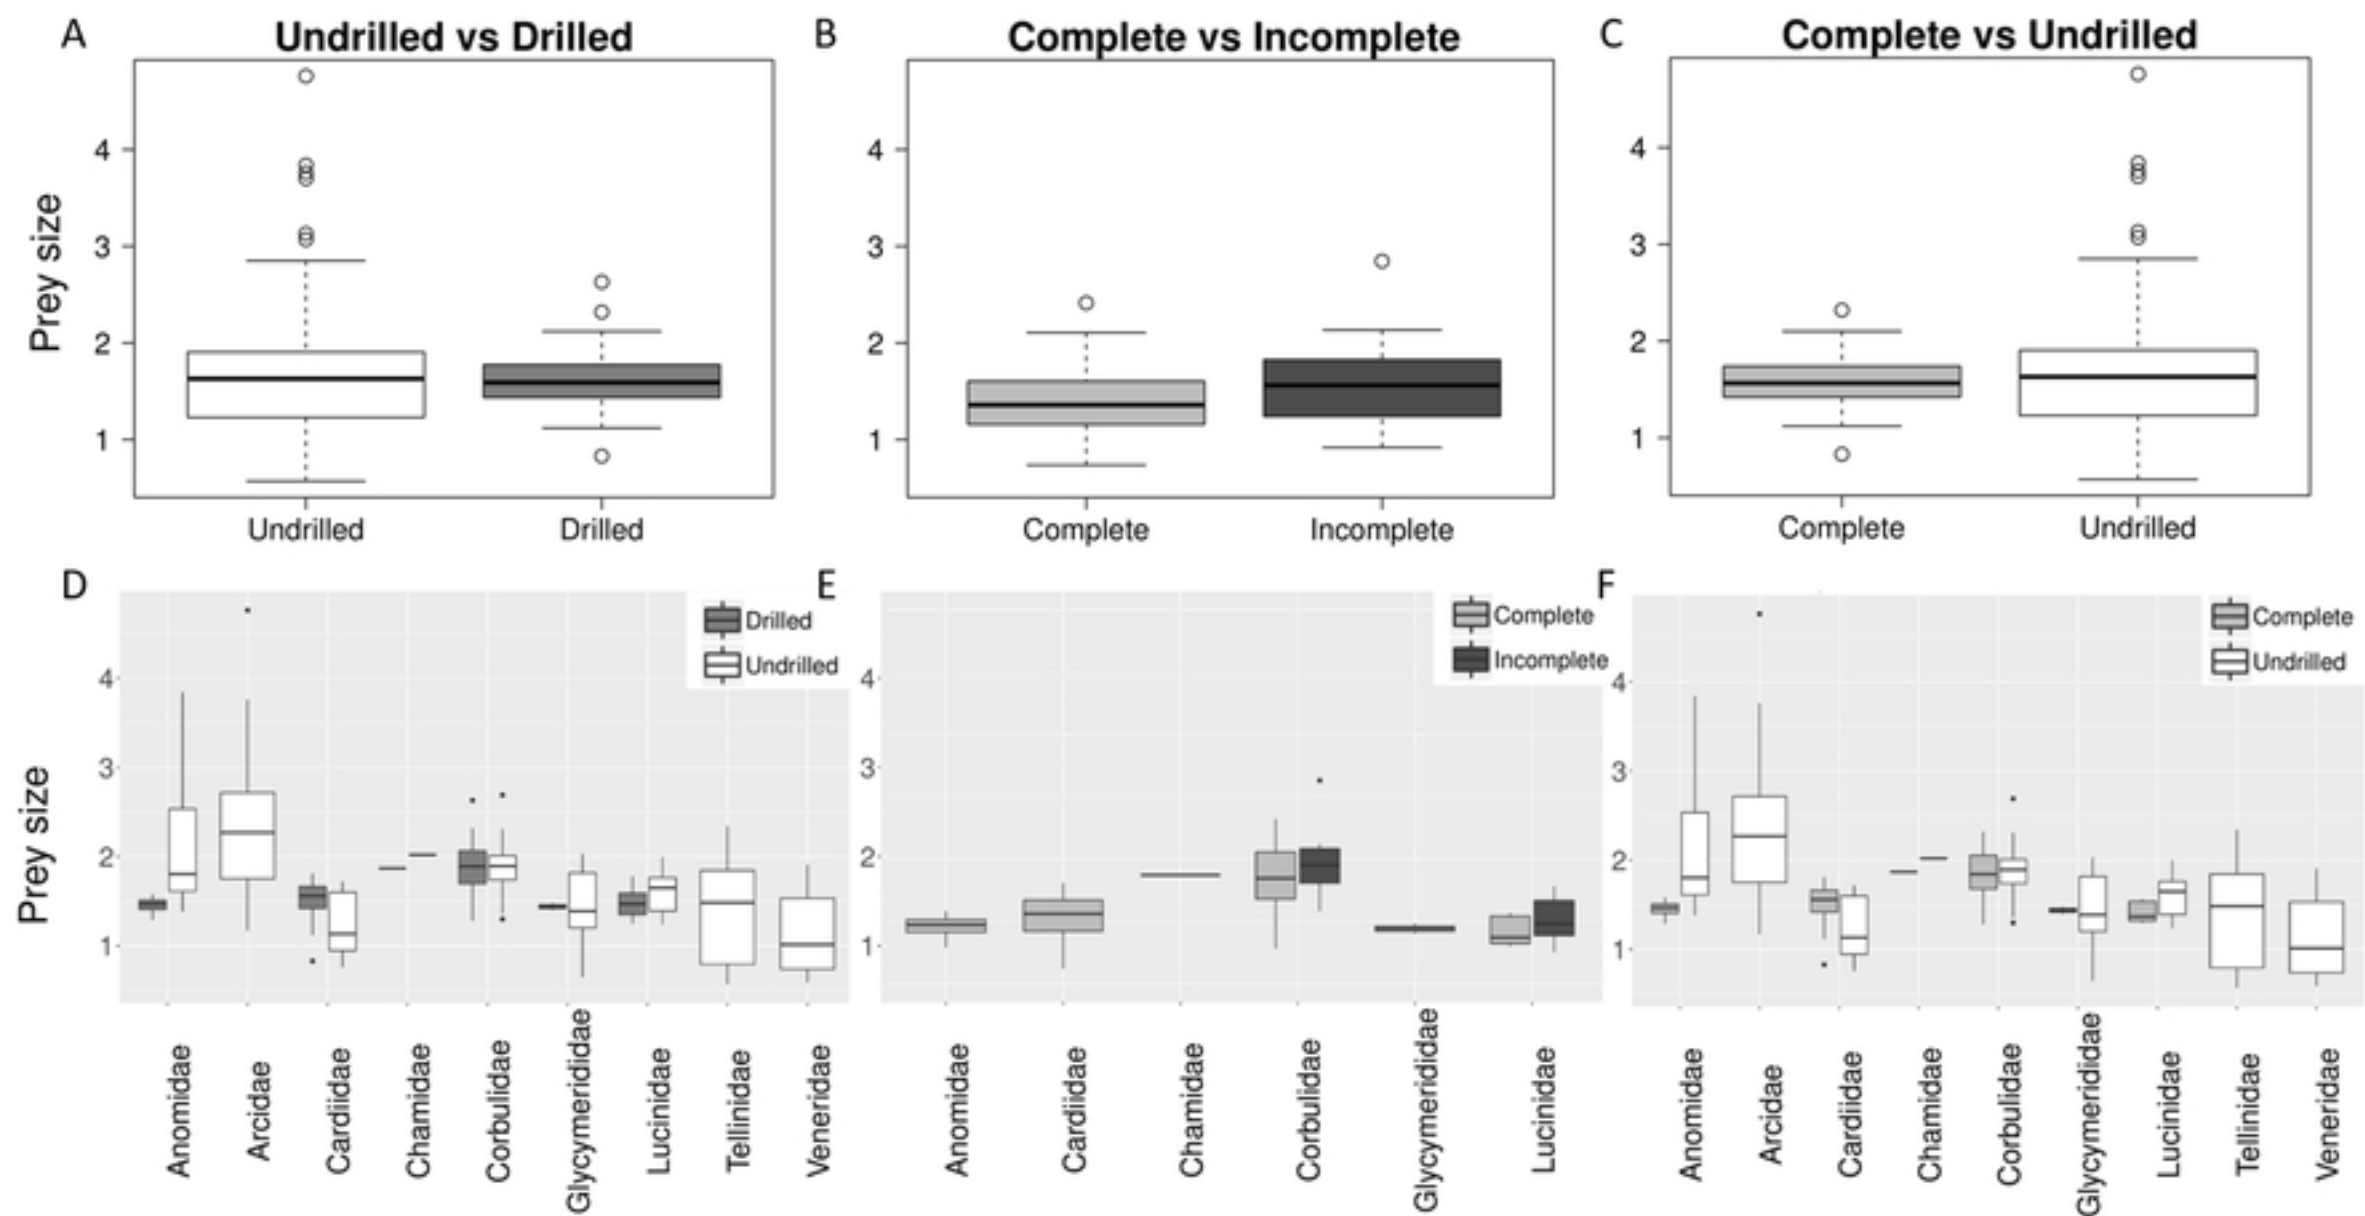 A Undrilled vs Drilled
Prey size
4
3
2
1
Undrilled Drilled
B Complete vs Incomplete
4
3
2
1
Complete Incomplete
C Complete vs Undrilled
4
3
2
1
Complete Undrilled
D
Drilled
Undrilled
Prey size
4
3
2
1
Anomidae
Arcidae
Cardiidae
Chamidae
Corbulidae
Glycymerididae
Lucinidae
Tellinidae
Veneridae
E
Complete
Incomplete
4
3
2
1
Anomidae
Cardiidae
Chamidae
Corbulidae
Glycymerididae
Lucinidae
F
Complete
Undrilled
4
3
2
1
Anomidae
Arcidae
Cardiidae
Chamidae
Corbulidae
Glycymerididae
Lucinidae
Tellinidae
Veneridae